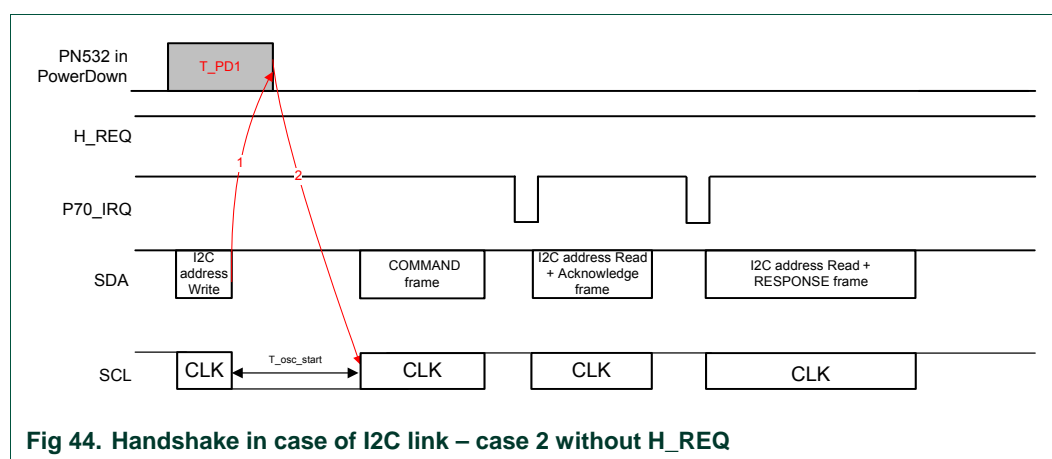 PN532 in
PowerDown
T_PD1
H_REQ
1
2
P70_IRQ
SDA
I2C
address
Write
COMMAND
frame
I2C address Read
+ Acknowledge
frame
I2C address Read +
RESPONSE frame
SCL
CLK
T_osc_start
CLK
CLK
CLK
Fig 44. Handshake in case of I2C link – case 2 without H_REQ